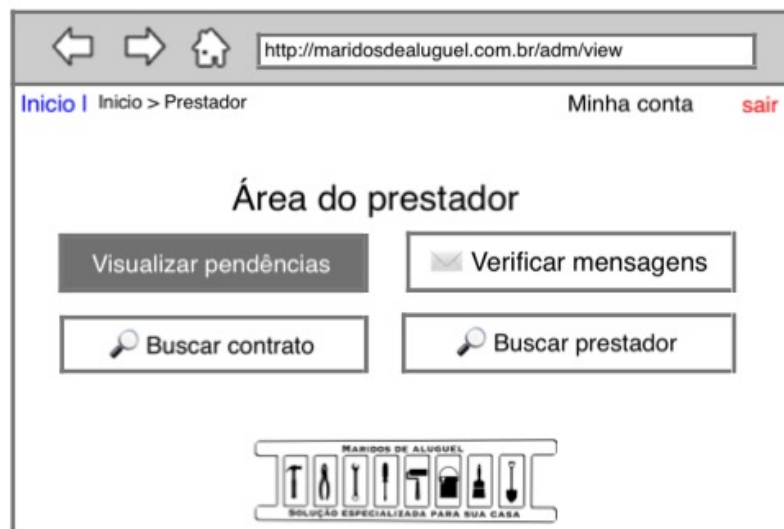 http://maridosdealuguel.com.br/adm/view
Inicio | Inicio > Prestador Minha conta sair
Área do prestador
Visualizar pendências Verificar mensagens
Buscar contrato Buscar prestador
MARIDOS DE ALUGUEL
SOLUÇÃO ESPECIALIZADA PARA SUA CASA